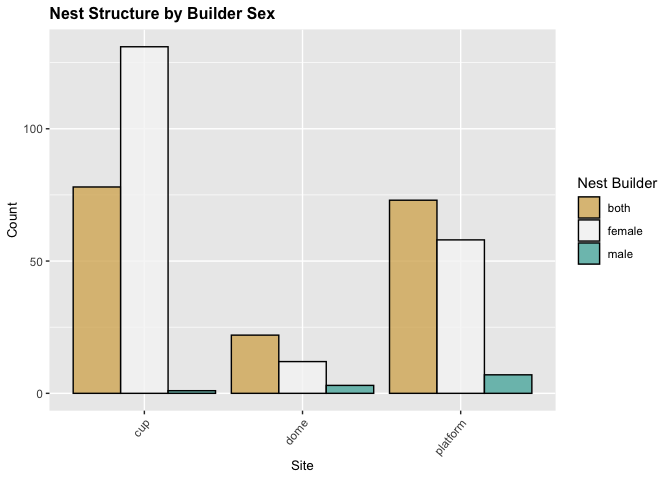 Nest Structure by Builder Sex
Count
100
50
0
cup
dome
platform
Site
Nest Builder
both
female
male